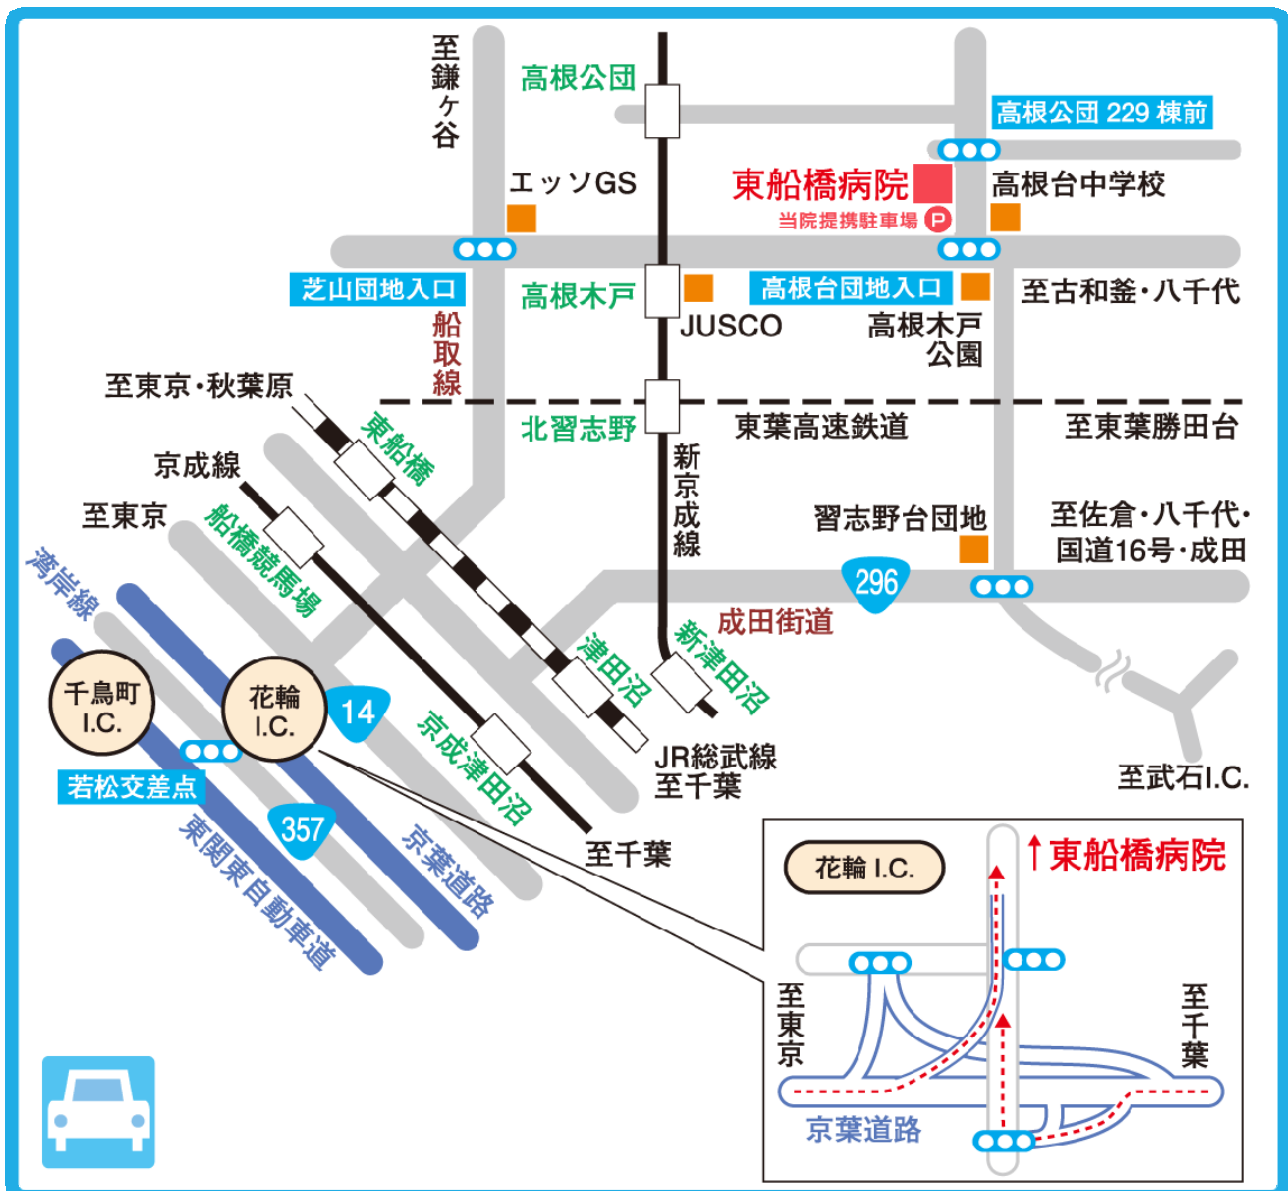 至鎌ヶ谷
高根公団
高根公団 229 棟前
エッソGS
東船橋病院
当院提携駐車場 P
高根台中学校
芝山団地入口
高根木戸
JUSCO
高根台団地入口
高根木戸
公園
至古和釜・八千代
船取線
至東京・秋葉原
東船橋
北習志野
東葉高速鉄道
至東葉勝田台
京成線
至東京
船橋競馬場
新京成線
習志野台団地
至佐倉・八千代・
国道16号・成田
296
湾岸線
成田街道
津田沼
新津田沼
千鳥町
I.C.
花輪
I.C.
14
京成津田沼
JR総武線
至千葉
至武石I.C.
若松交差点
357
至千葉
東関東自動車道
京葉道路
花輪 I.C.
↑東船橋病院
至東京
至千葉
京葉道路